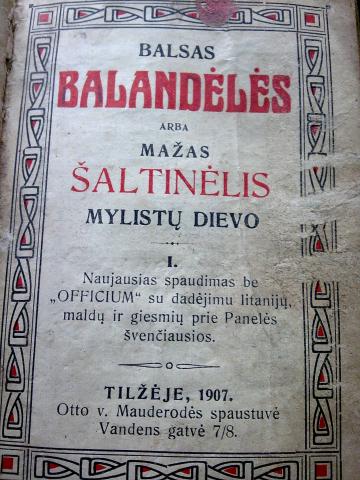 BALSAS
BALANDĖLĖS
ARBA
MAŽAS
ŠALTINĖLIS
MYLISTŲ DIEVO
I.
Naujausias spaudimas be
„OFFICIUM“ su dadėjimu litanijų,
maldų ir giesmių prie Panelės
švenčiausios.
TILŽĖJE, 1907.
Otto v. Mauderodės spaustuvė
Vandens gatvė 7/8.